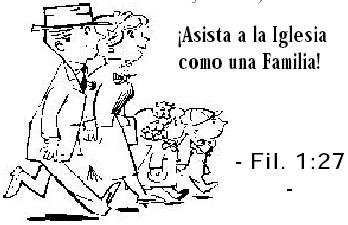 ¡Asista a la Iglesia
como una Familia!
- Fil. 1:27
-